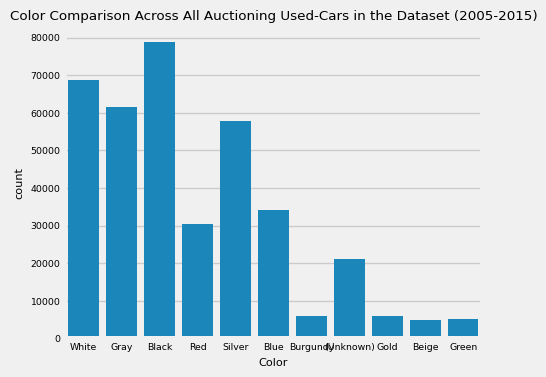 Color Comparison Across All Auctioning Used-Cars in the Dataset (2005-2015)
80000
70000
60000
50000
40000
30000
20000
10000
0
count
White Gray Black Red Silver Blue Burgundy (Unknown) Gold Beige Green
Color